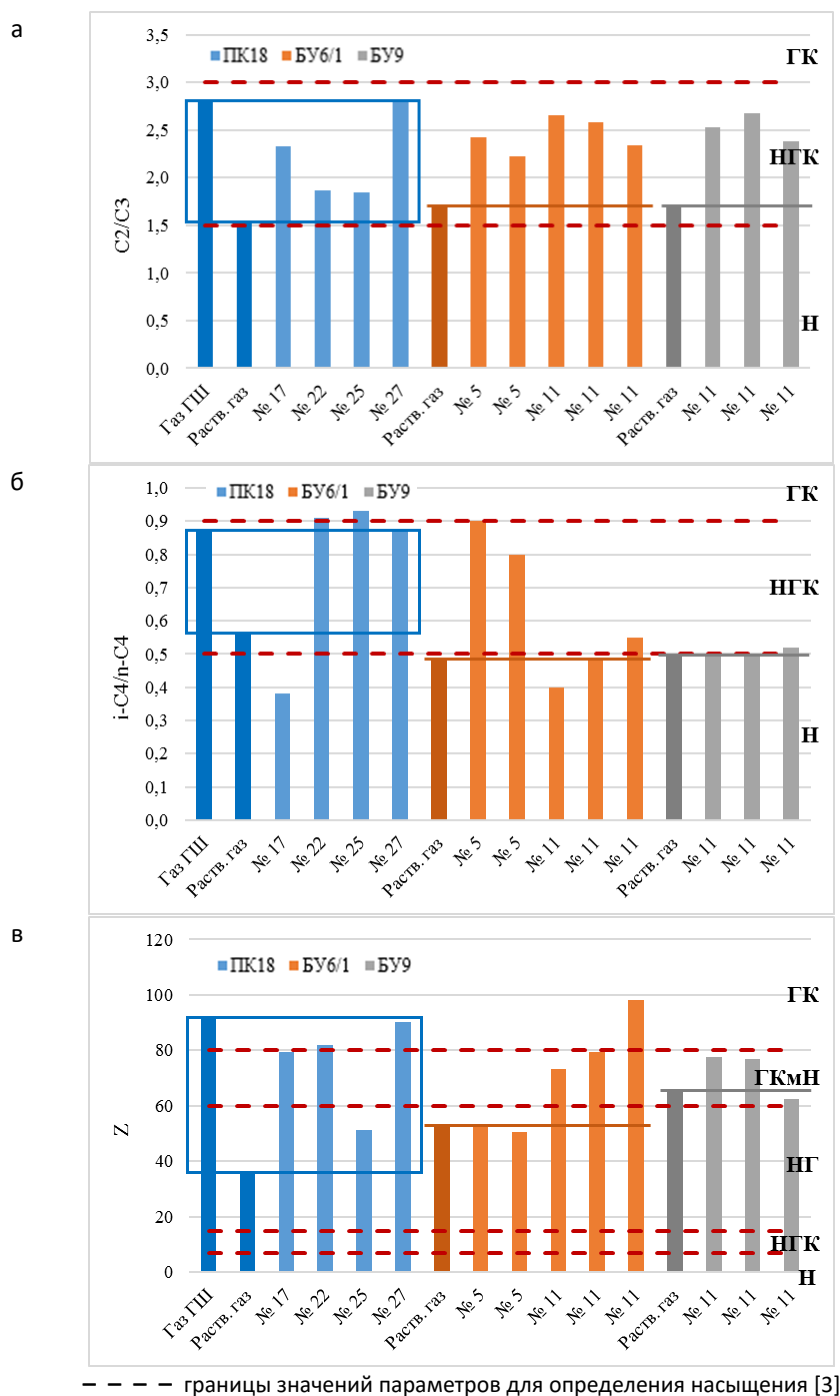 а
3,5
ПК18 БУ6/1 БУ9
ГК
3,0
2,5
НГК
2,0
1,5
1,0
0,5
Н
0,0
C2/C3
Газ ГШ Раств. газ № 17 № 22 № 25 № 27 Раств. газ № 5 № 5 № 11 № 11 № 11 Раств. газ № 11 № 11 № 11
б
1,0
ПК18 БУ6/1 БУ9
ГК
0,9
0,8
0,7
НГК
0,6
0,5
0,4
0,3
Н
0,2
0,1
0,0
i-C4/n-C4
Газ ГШ Раств. газ № 17 № 22 № 25 № 27 Раств. газ № 5 № 5 № 11 № 11 № 11 Раств. газ № 11 № 11 № 11
в
120
ПК18 БУ6/1 БУ9
100
ГК
80
ГКмН
60
40
НГ
20
НГК
0
Н
Z
Газ ГШ Раств. газ № 17 № 22 № 25 № 27 Раств. газ № 5 № 5 № 11 № 11 № 11 Раств. газ № 11 № 11 № 11
– – – – границы значений параметров для определения насыщения [3]